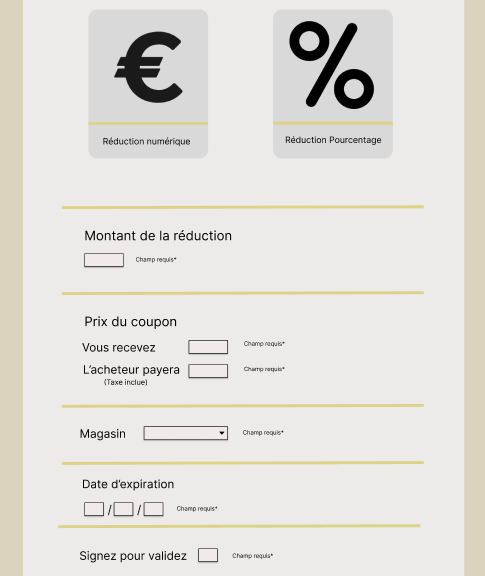 € %
Réduction numérique
Réduction Pourcentage
Montant de la réduction
Champ requis*
Prix du coupon
Vous recevez
Champ requis*
L'acheteur payera
Champ requis*
(Taxe inclue)
Magasin
Champ requis*
Date d'expiration
/ /
Champ requis*
Signez pour validez
Champ requis*